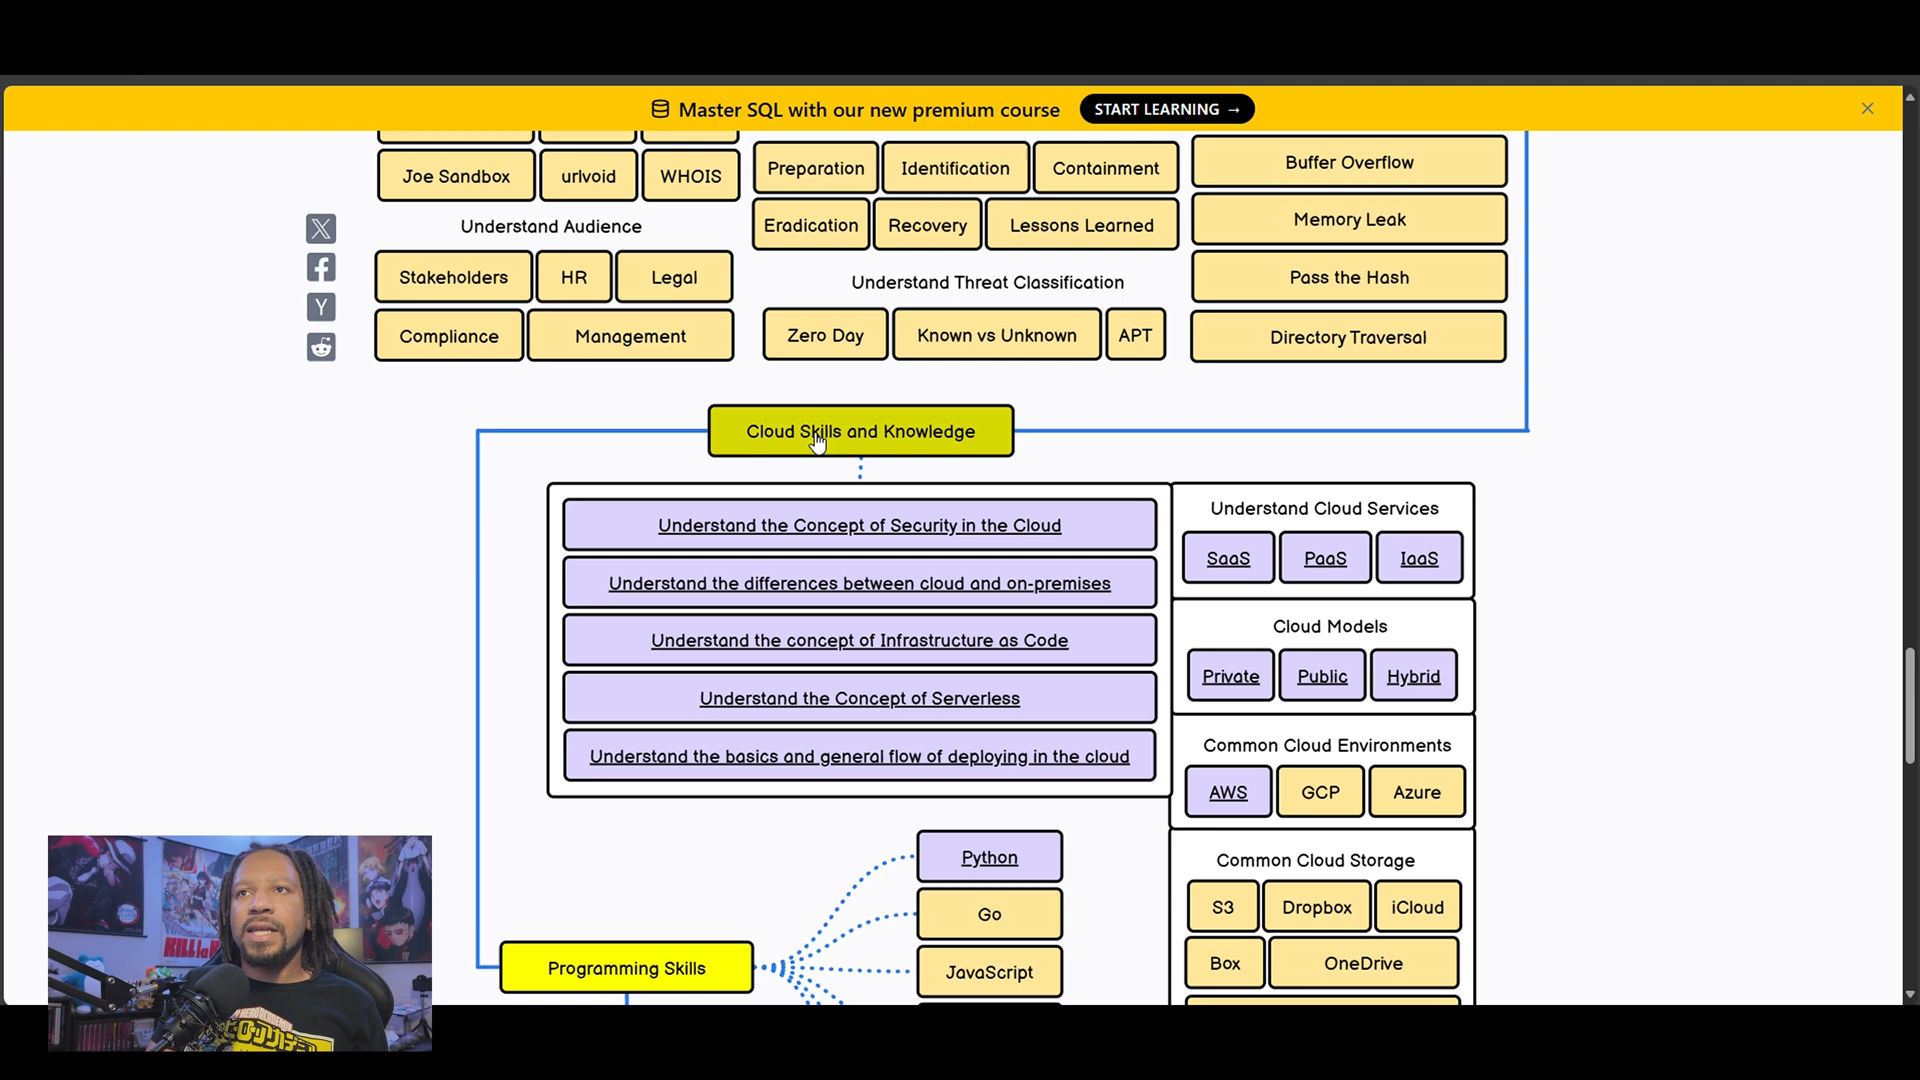 Master SQL with our new premium course START LEARNING →
Joe Sandbox urlvoid WHOIS
Understand Audience
Stakeholders HR Legal
Compliance Management
Preparation Identification Containment
Eradication Recovery Lessons Learned
Understand Threat Classification
Zero Day Known vs Unknown APT
Buffer Overflow
Memory Leak
Pass the Hash
Directory Traversal
Cloud Skills and Knowledge
Understand the Concept of Security in the Cloud
Understand the differences between cloud and on-premises
Understand the concept of Infrastructure as Code
Understand the Concept of Serverless
Understand the basics and general flow of deploying in the cloud
Understand Cloud Services
SaaS PaaS IaaS
Cloud Models
Private Public Hybrid
Common Cloud Environments
AWS GCP Azure
Common Cloud Storage
S3 Dropbox iCloud
Box OneDrive
Programming Skills
Python
Go
JavaScript